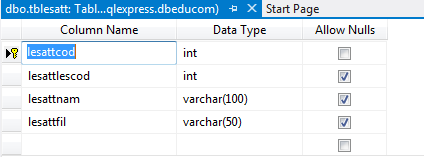 dbo.tblesatt: Tabl...qlexpress.dbeducom) Start Page
Column Name Data Type Allow Nulls
lesattcod int
lesattlescod int
lesattnam varchar(100)
lesattfil varchar(50)